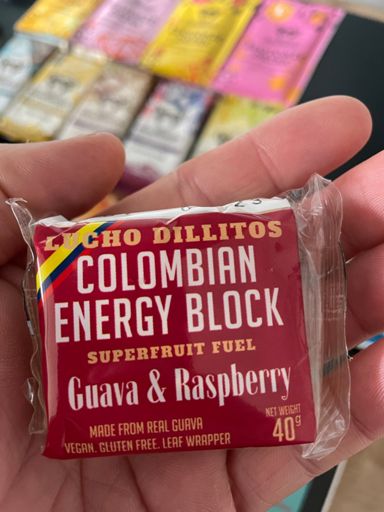 LUCHO DILLITOS
COLOMBIAN
ENERGY BLOCK
SUPERFRUIT FUEL
Guava & Raspberry
MADE FROM REAL GUAVA
VEGAN. GLUTEN FREE. LEAF WRAPPER
NET WEIGHT
40g